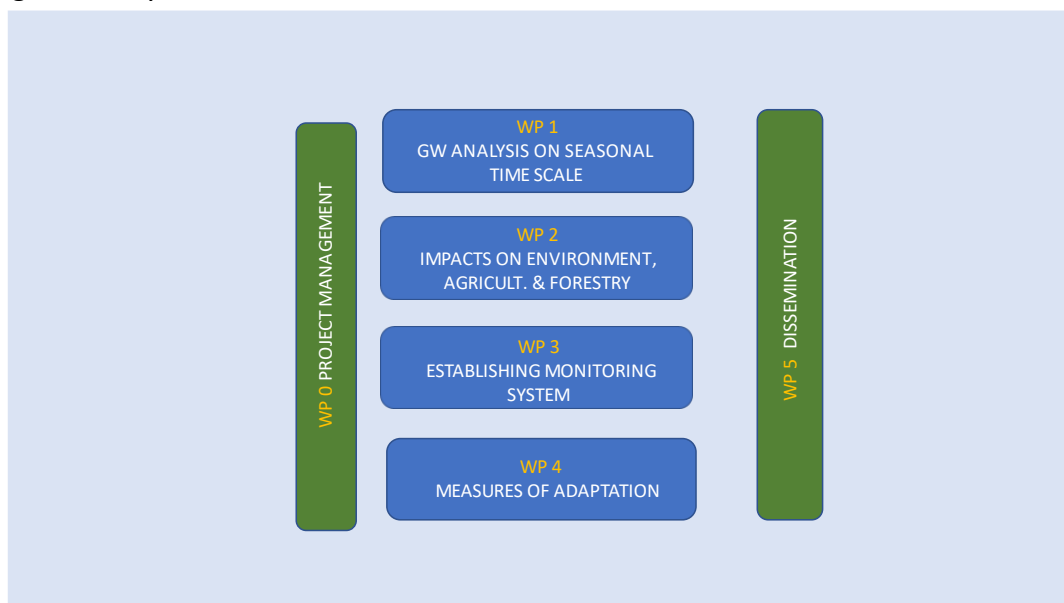 WP 0 PROJECT MANAGEMENT
WP 1
GW ANALYSIS ON SEASONAL
TIME SCALE
WP 2
IMPACTS ON ENVIRONMENT,
AGRICULT. & FORESTRY
WP 3
ESTABLISHING MONITORING
SYSTEM
WP 4
MEASURES OF ADAPTATION
WP 5 DISSEMINATION